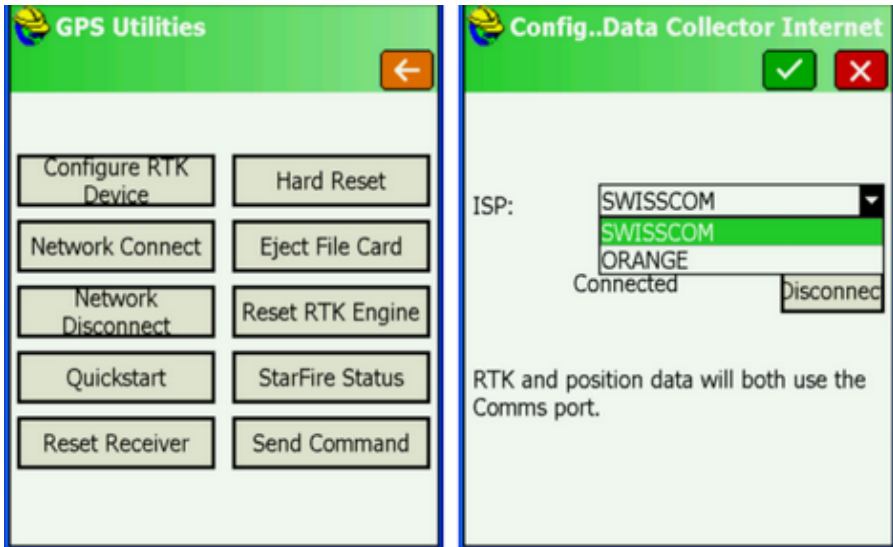 GPS Utilities
Configure RTK
Device
Hard Reset
Network Connect
Eject File Card
Network
Disconnect
Reset RTK Engine
Quickstart
StarFire Status
Reset Receiver
Send Command
Config..Data Collector Internet
ISP:
SWISSCOM
SWISSCOM
ORANGE
Connected
Disconnec
RTK and position data will both use the
Comms port.